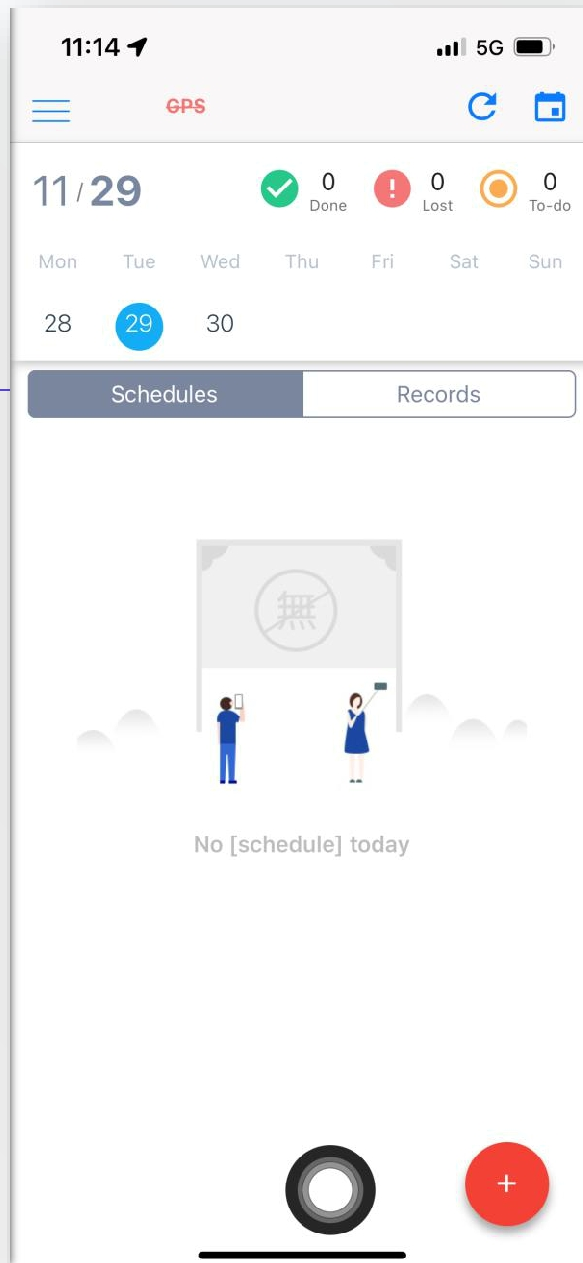 11:14 5G
GPS
11/29 0 Done 0 Lost 0 To-do
Mon Tue Wed Thu Fri Sat Sun
28 29 30
Schedules Records
無
No [schedule] today
+